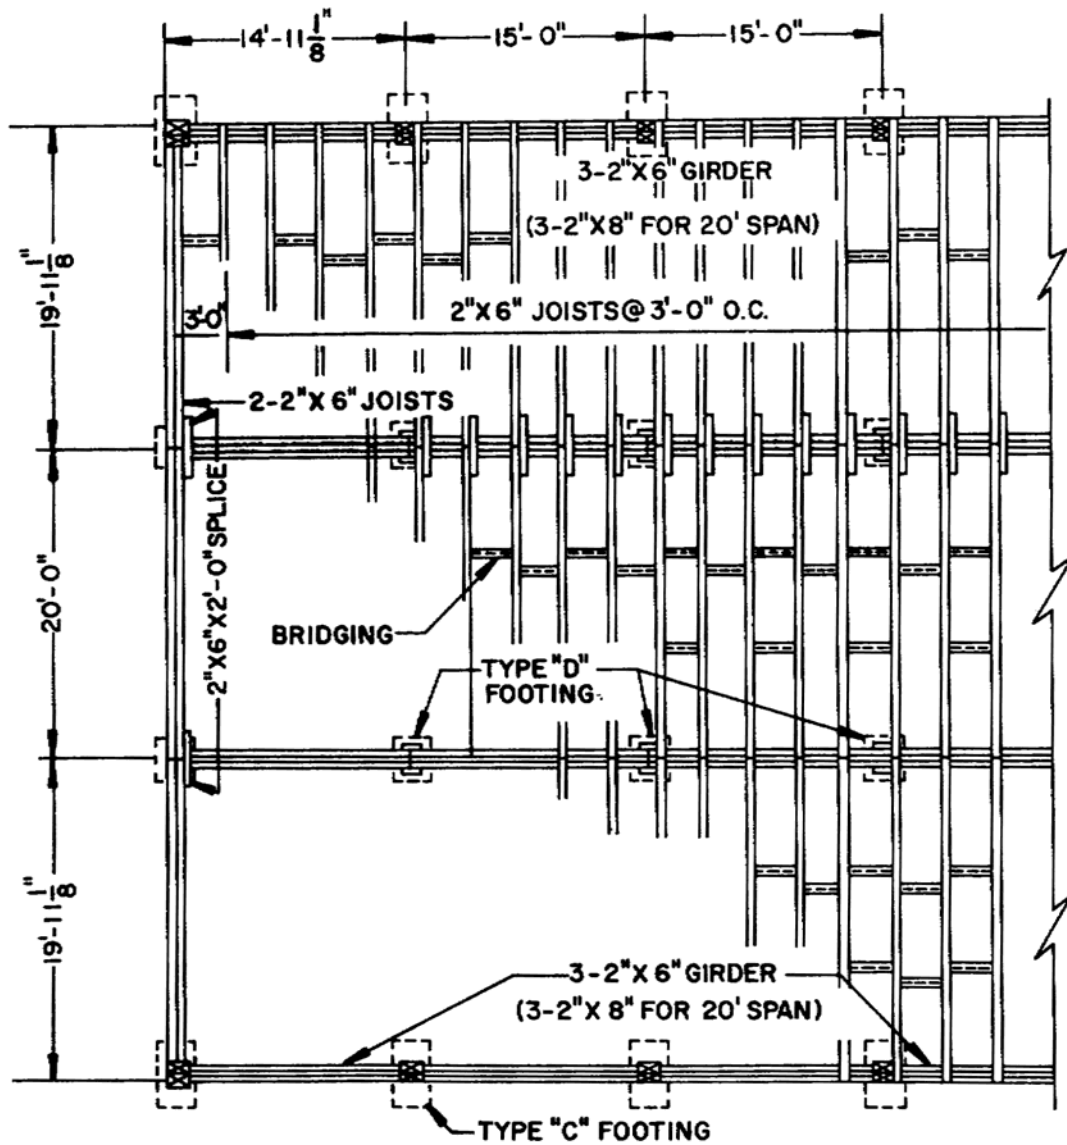 14'-11 1/8"
15'-0"
15'-0"
3-2"X6" GIRDER
(3-2"X8" FOR 20' SPAN)
19'-11 1/8"
3'-0"
2"X6" JOISTS@3'-0" O.C.
2-2"X6" JOISTS
2"X6"X2'-0" SPLICE
20'-0"
BRIDGING
TYPE "D"
FOOTING
19'-11 1/8"
3-2"X6" GIRDER
(3-2"X8" FOR 20' SPAN)
TYPE "C" FOOTING